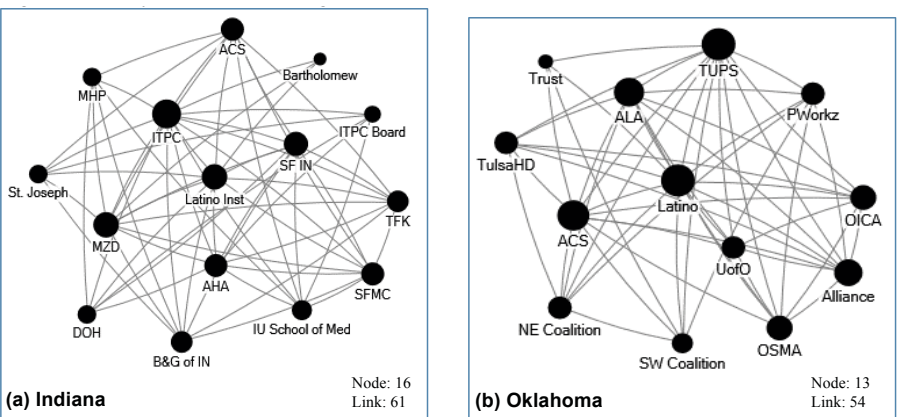 ACS
Bartholomew
MHP
ITPC
ITPC Board
SF IN
St. Joseph
Latino Inst
TFK
MZD
AHA
SFMC
DOH
IU School of Med
B&G of IN
Node: 16
(a) Indiana
Link: 61
TUPS
Trust
ALA
PWorkz
TulsaHD
Latino
OICA
ACS
UofO
Alliance
NE Coalition
OSMA
SW Coalition
Node: 13
(b) Oklahoma
Link: 54